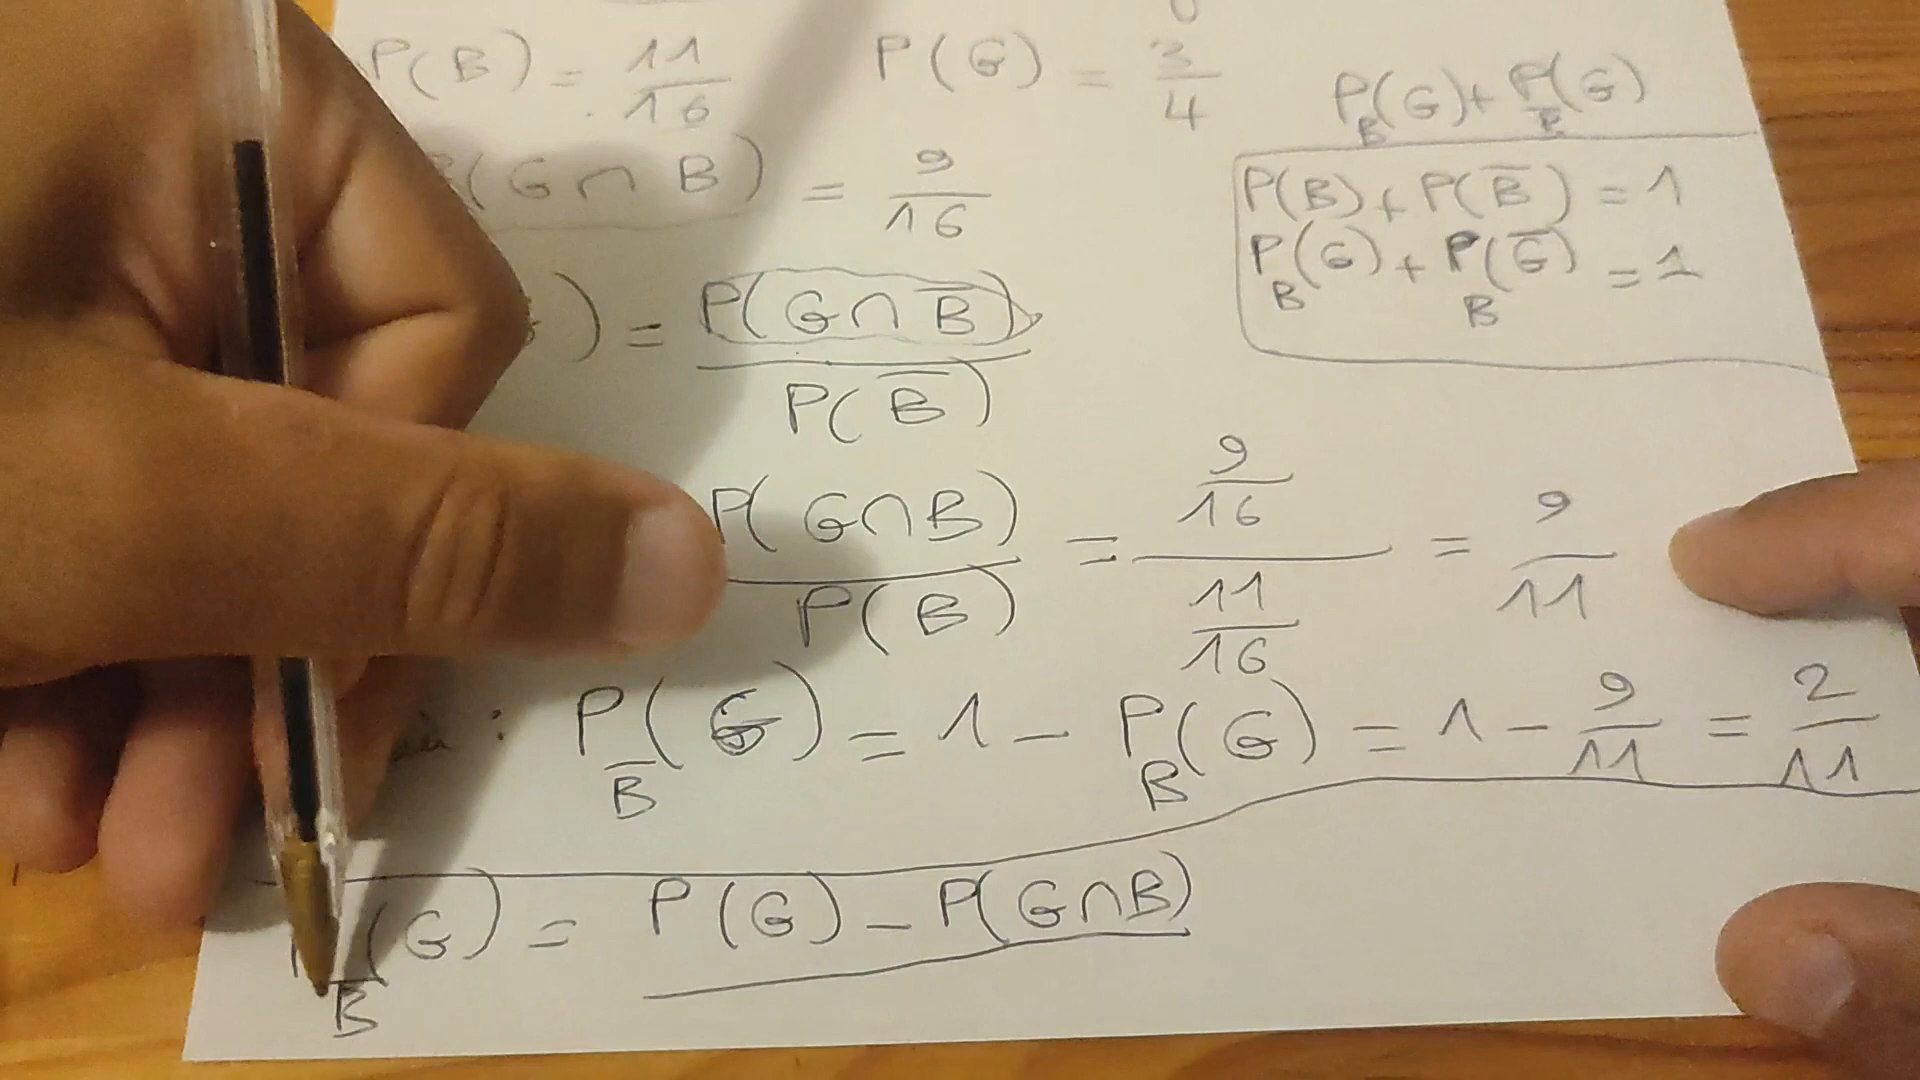 P(B) = 11/16 P(G) = 3/4
P_B(G) + P_B̅(G)
P(G∩B) = 9/16
P(B) + P(B̅) = 1
P_B(G) + P_B(G̅) = 1
) = P(G∩B̅)/P(B̅)
P(G∩B)/P(B) = (9/16)/(11/16) = 9/11
: P_B̅(G) = 1 - P_B(G) = 1 - 9/11 = 2/11
P_B̅(G) = P(G) - P(G∩B)